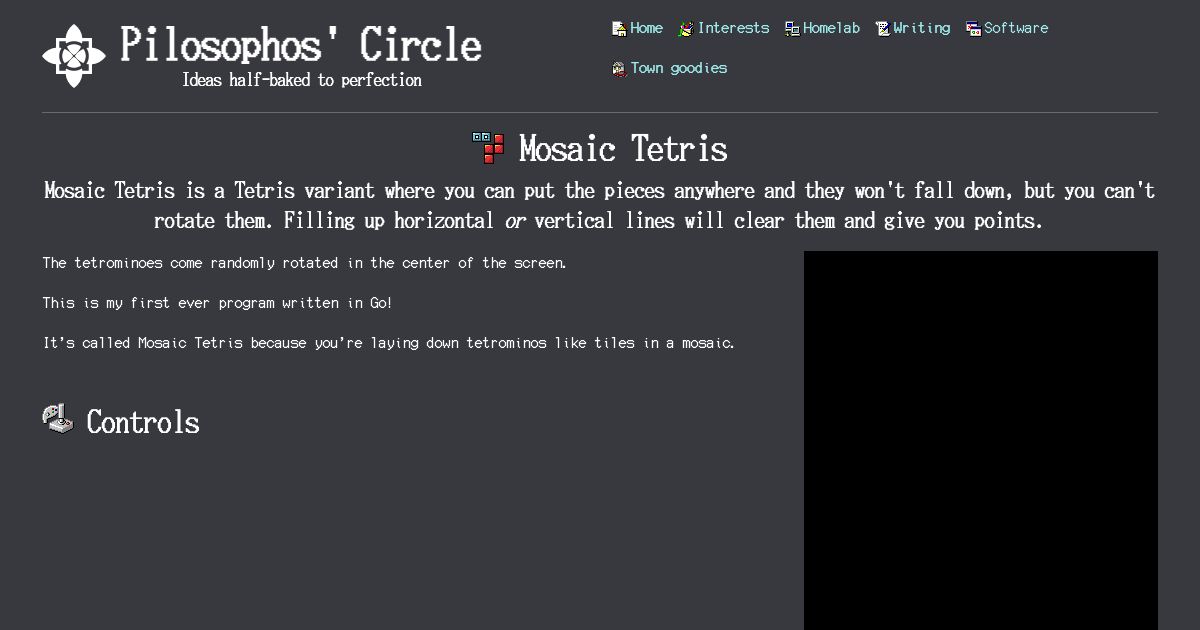 Pilosophos' Circle
Ideas half-baked to perfection
Home Interests Homelab Writing Software
Town goodies
Mosaic Tetris
Mosaic Tetris is a Tetris variant where you can put the pieces anywhere and they won't fall down, but you can't
rotate them. Filling up horizontal or vertical lines will clear them and give you points.
The tetrominoes come randomly rotated in the center of the screen.
This is my first ever program written in Go!
It’s called Mosaic Tetris because you’re laying down tetrominos like tiles in a mosaic.
Controls